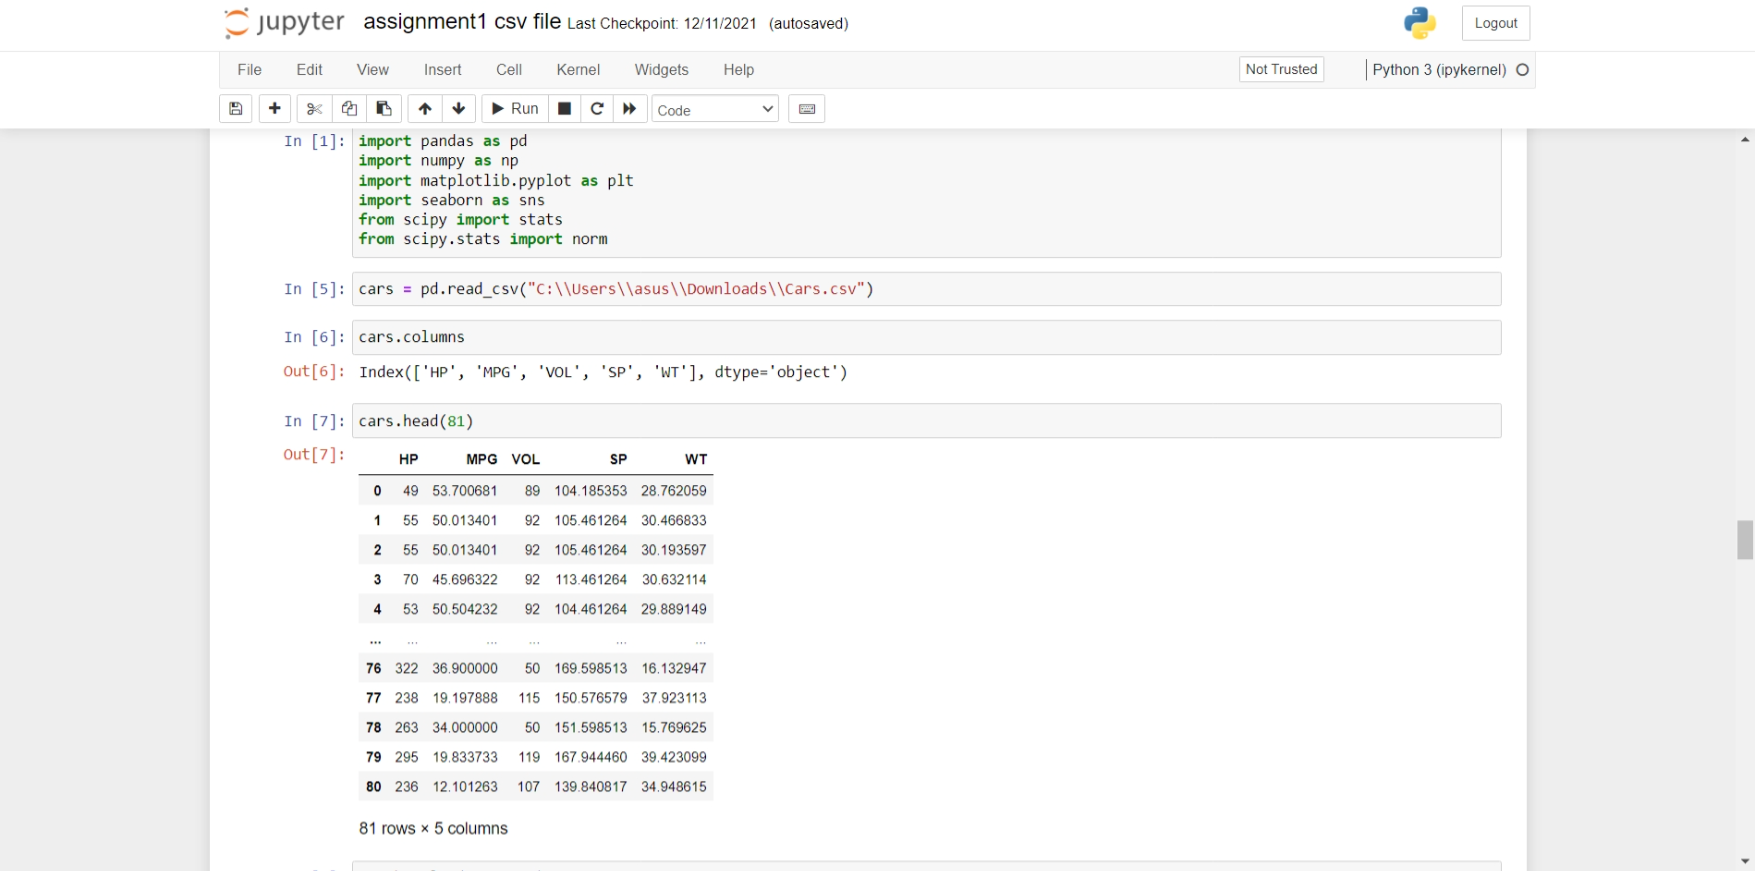 jupyter assignment1 csv file Last Checkpoint: 12/11/2021 (autosaved) Logout
File Edit View Insert Cell Kernel Widgets Help Not Trusted Python 3 (ipykernel)
Run Code
In [1]: import pandas as pd
import numpy as np
import matplotlib.pyplot as plt
import seaborn as sns
from scipy import stats
from scipy.stats import norm
In [5]: cars = pd.read_csv("C:\\Users\\asus\\Downloads\\Cars.csv")
In [6]: cars.columns
Out[6]: Index(['HP', 'MPG', 'VOL', 'SP', 'WT'], dtype='object')
In [7]: cars.head(81)
Out[7]:
HP MPG VOL SP WT
0 49 53.700681 89 104.185353 28.762059
1 55 50.013401 92 105.461264 30.466833
2 55 50.013401 92 105.461264 30.193597
3 70 45.696322 92 113.461264 30.632114
4 53 50.504232 92 104.461264 29.889149
... ... ... ... ... ...
76 322 36.900000 50 169.598513 16.132947
77 238 19.197888 115 150.576579 37.923113
78 263 34.000000 50 151.598513 15.769625
79 295 19.833733 119 167.944460 39.423099
80 236 12.101263 107 139.840817 34.948615
81 rows × 5 columns